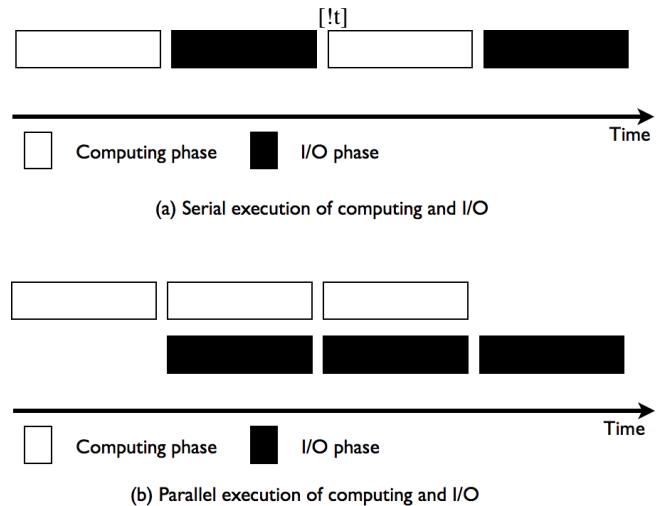 [!t]
Time
Computing phase I/O phase
(a) Serial execution of computing and I/O
Time
Computing phase I/O phase
(b) Parallel execution of computing and I/O